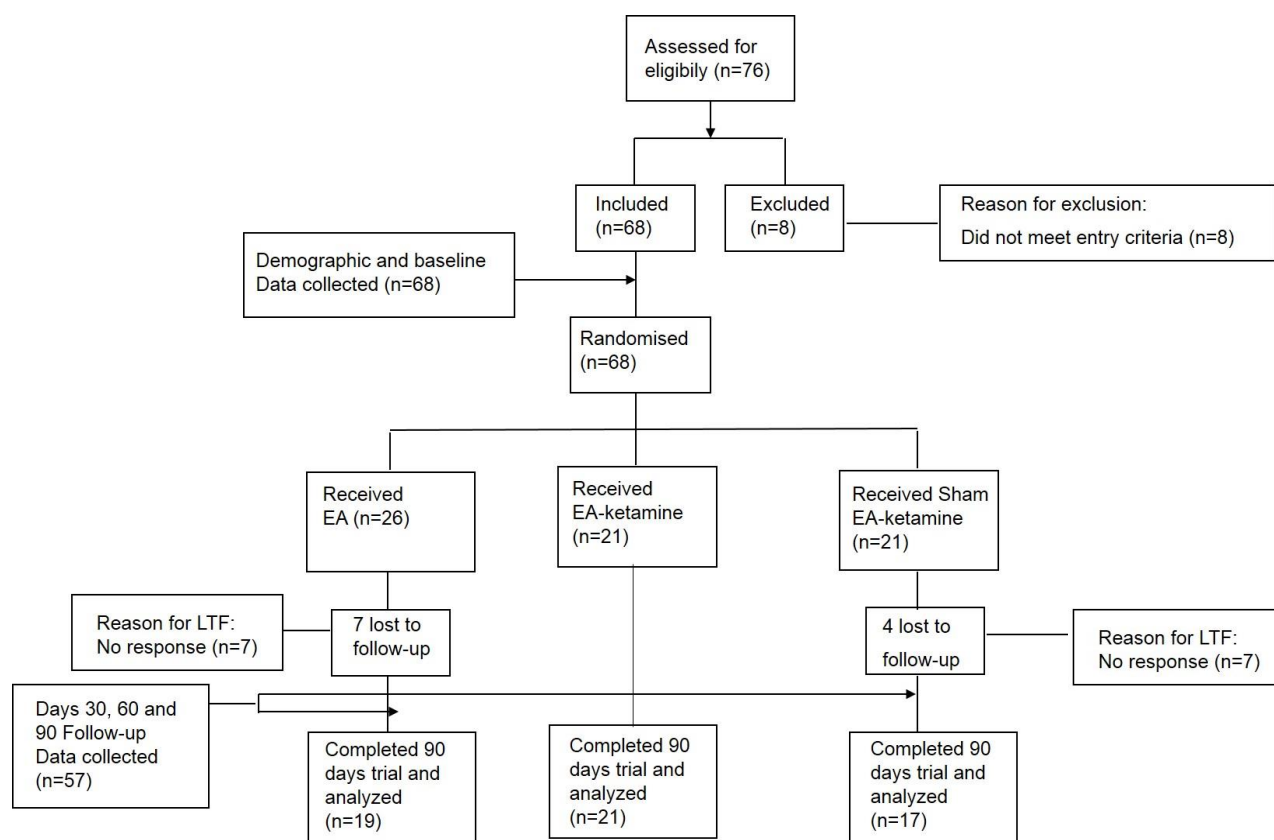 Assessed for
eligibily (n=76)
Included
(n=68)
Excluded
(n=8)
Reason for exclusion:
Did not meet entry criteria (n=8)
Demographic and baseline
Data collected (n=68)
Randomised
(n=68)
Received
EA (n=26)
Received
EA-ketamine
(n=21)
Received Sham
EA-ketamine
(n=21)
Reason for LTF:
No response (n=7)
7 lost to
follow-up
4 lost to
follow-up
Reason for LTF:
No response (n=7)
Days 30, 60 and
90 Follow-up
Data collected
(n=57)
Completed 90
days trial and
analyzed
(n=19)
Completed 90
days trial and
analyzed
(n=21)
Completed 90
days trial and
analyzed
(n=17)